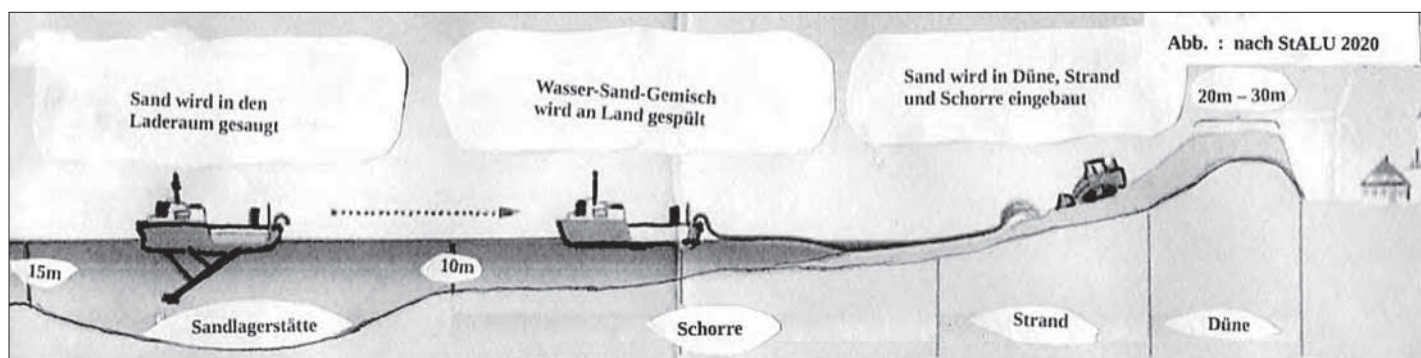 Abb. : nach StALU 2020
Sand wird in den
Laderaum gesaugt
Wasser-Sand-Gemisch
wird an Land gespült
Sand wird in Düne, Strand
und Schorre eingebaut
20m – 30m
15m
10m
Sandlagerstätte
Schorre
Strand
Düne